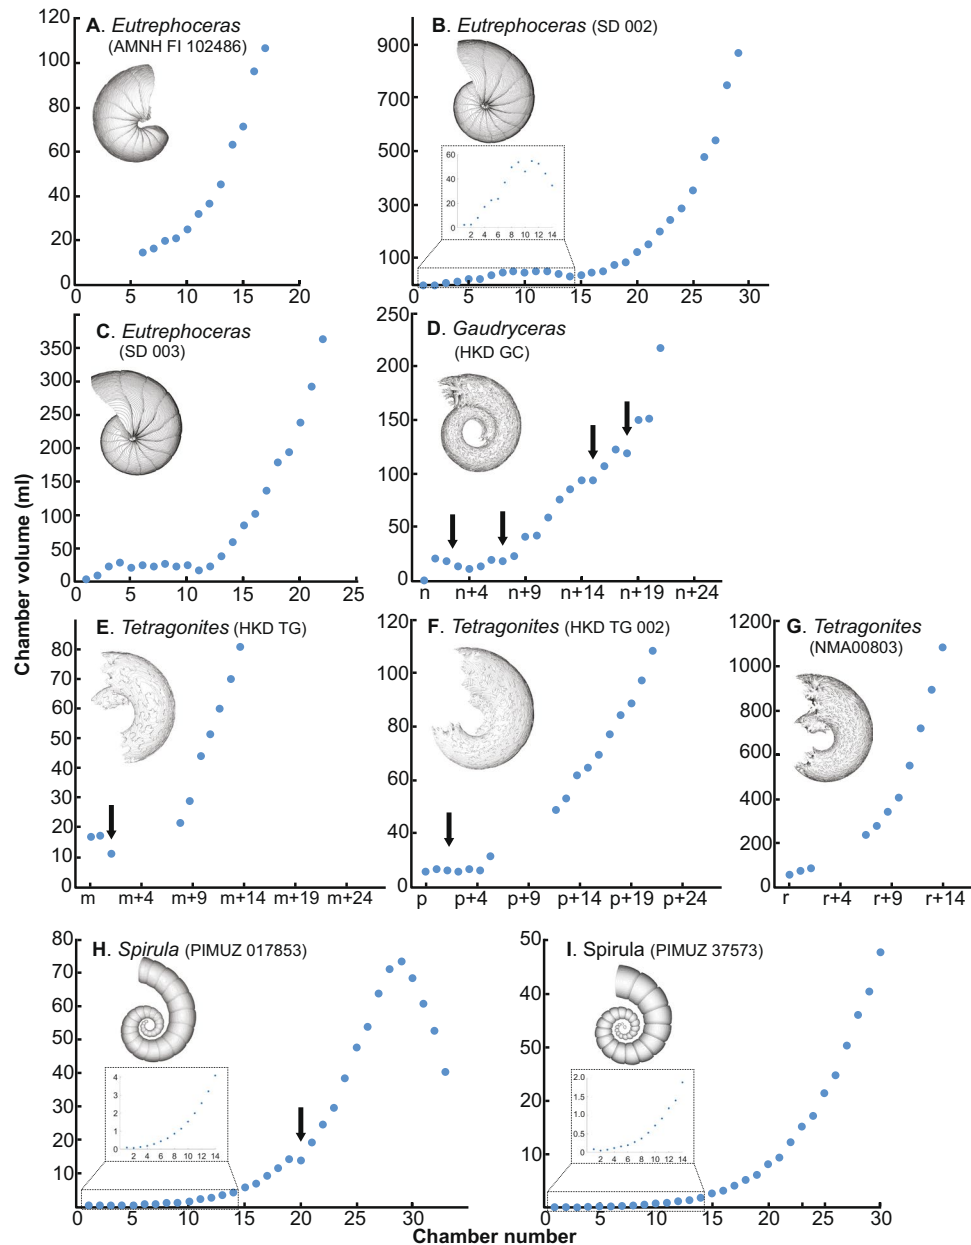 A. Eutrephoceras
(AMNH FI 102486)
120
100
80
60
40
20
0
0 5 10 15 20
B. Eutrephoceras (SD 002)
900
700
500
300
100
0 5 10 15 20 25 30
60
40
20
0
2 4 6 8 10 12 14
C. Eutrephoceras
(SD 003)
350
300
250
200
150
100
50
0
0 5 10 15 20 25
D. Gaudryceras
(HKD GC)
250
200
150
100
50
0
n n+4 n+9 n+14 n+19 n+24
Chamber volume (ml)
E. Tetragonites (HKD TG)
80
70
60
50
40
30
20
10
0
m m+4 m+9 m+14 m+19 m+24
F. Tetragonites (HKD TG 002)
120
100
80
60
40
20
0
p p+4 p+9 p+14 p+19 p+24
G. Tetragonites
(NMA00803)
1000
1200
800
600
400
200
0
r r+4 r+9 r+14
H. Spirula (PIMUZ 017853)
80
70
60
50
40
30
20
10
0 5 10 15 20 25 30
4
3
2
1
0
2 4 6 8 10 12 14
I. Spirula (PIMUZ 37573)
50
40
50
20
10
0 5 10 15 20 25 30
2.0
1.5
1.0
0.5
0
2 4 6 8 10 12 14
Chamber number